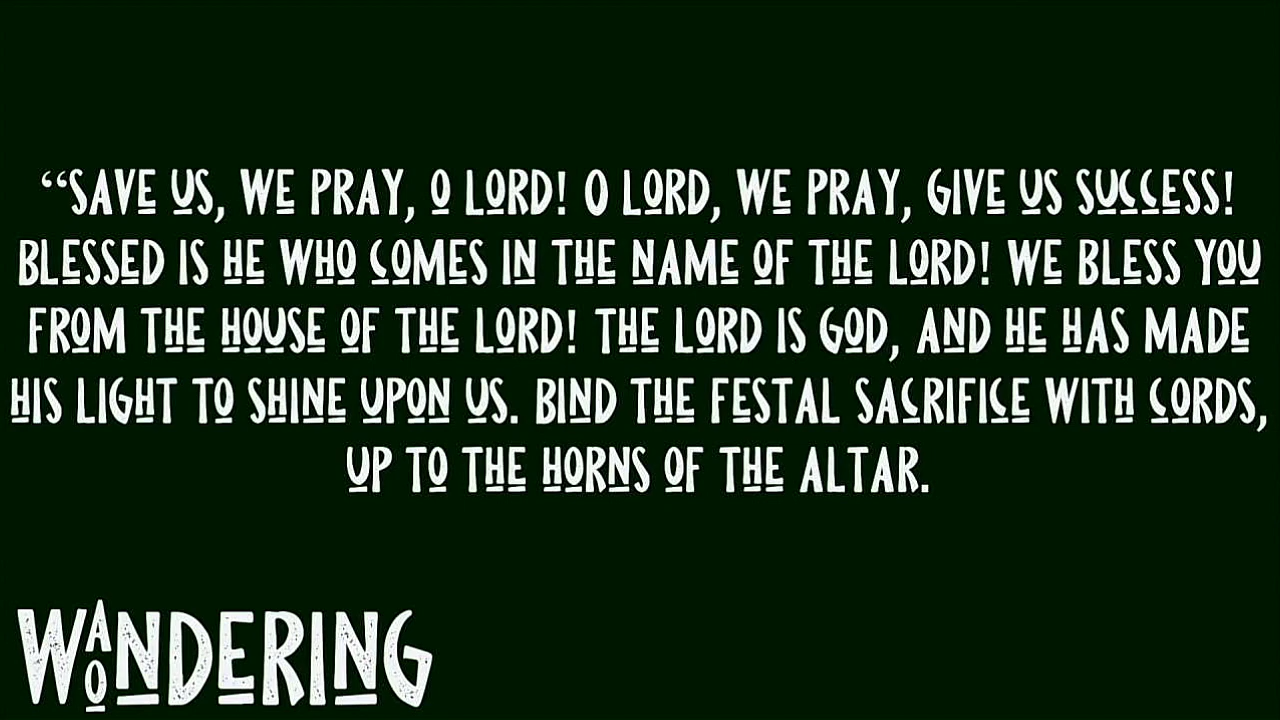 “SAVE US, WE PRAY, O LORD! O LORD, WE PRAY, GIVE US SUCCESS!
BLESSED IS HE WHO COMES IN THE NAME OF THE LORD! WE BLESS YOU
FROM THE HOUSE OF THE LORD! THE LORD IS GOD, AND HE HAS MADE
HIS LIGHT TO SHINE UPON US. BIND THE FESTAL SACRIFICE WITH CORDS,
UP TO THE HORNS OF THE ALTAR.
WAONDERING